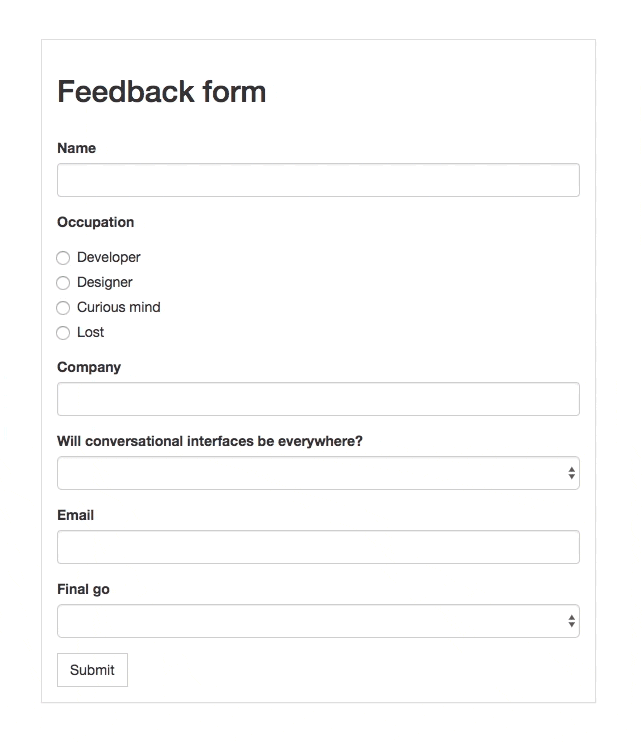 Feedback form
Name
Occupation
Developer
Designer
Curious mind
Lost
Company
Will conversational interfaces be everywhere?
Email
Final go
Submit